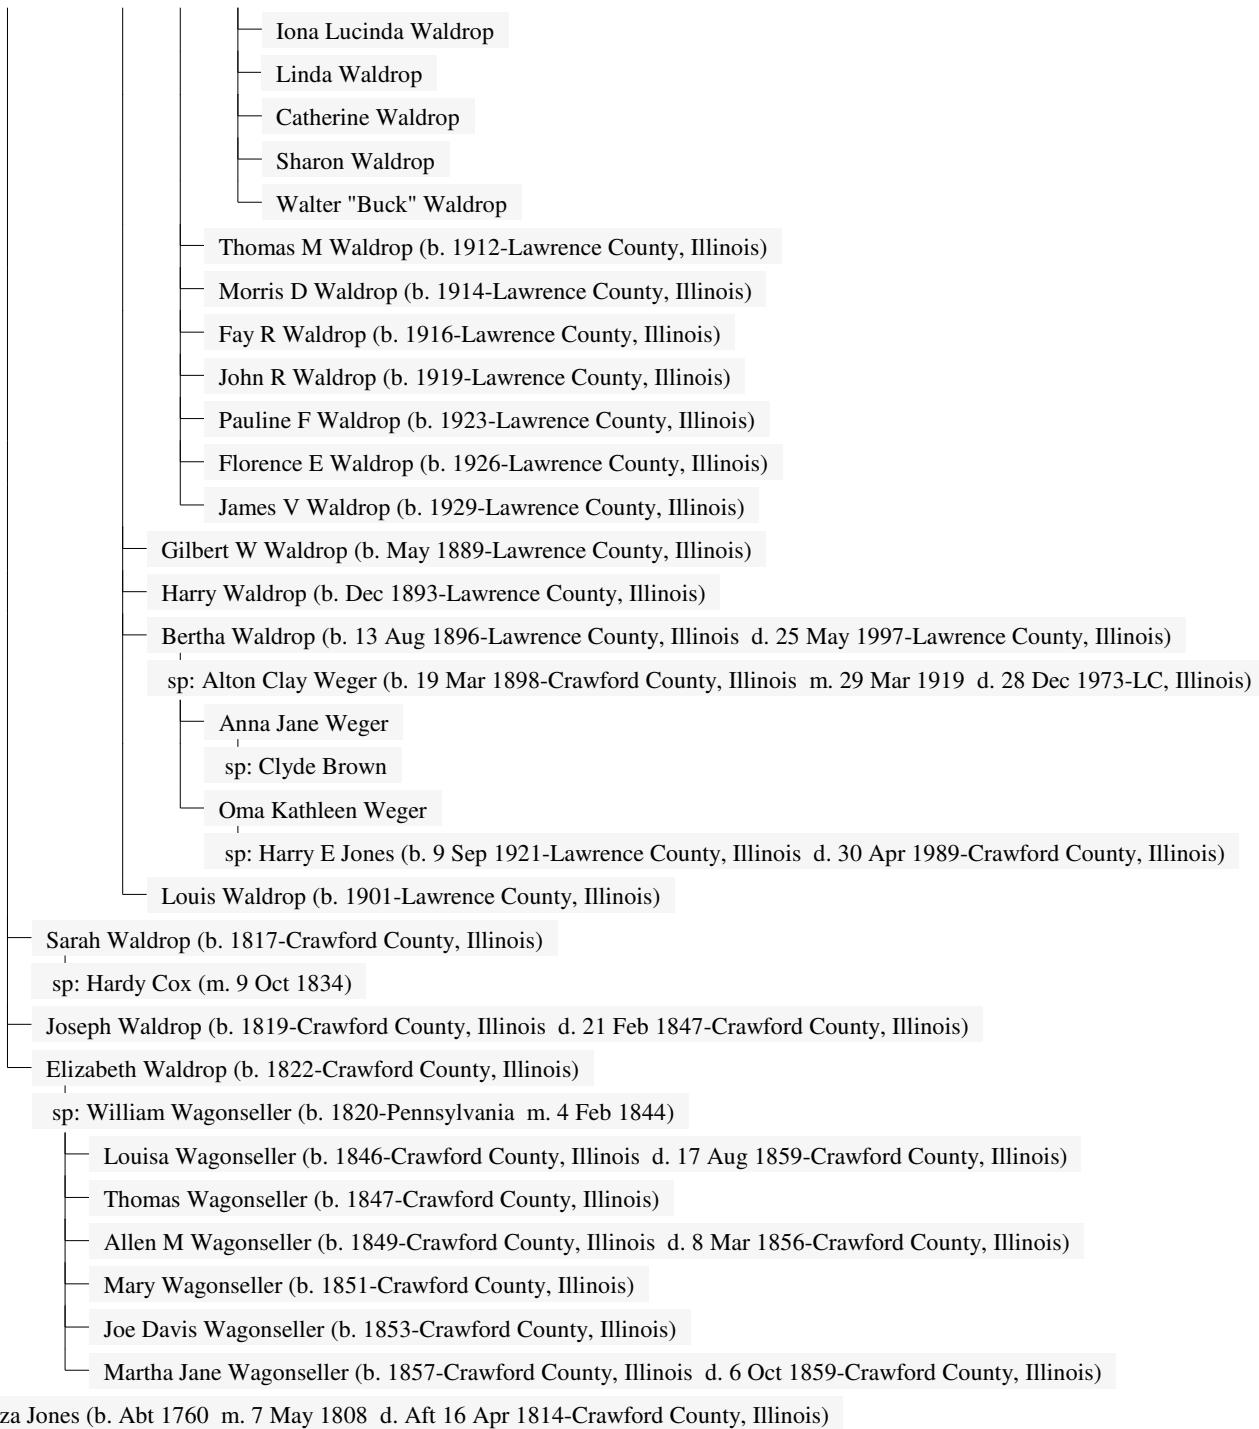 Iona Lucinda Waldrop
Linda Waldrop
Catherine Waldrop
Sharon Waldrop
Walter "Buck" Waldrop
Thomas M Waldrop (b. 1912-Lawrence County, Illinois)
Morris D Waldrop (b. 1914-Lawrence County, Illinois)
Fay R Waldrop (b. 1916-Lawrence County, Illinois)
John R Waldrop (b. 1919-Lawrence County, Illinois)
Pauline F Waldrop (b. 1923-Lawrence County, Illinois)
Florence E Waldrop (b. 1926-Lawrence County, Illinois)
James V Waldrop (b. 1929-Lawrence County, Illinois)
Gilbert W Waldrop (b. May 1889-Lawrence County, Illinois)
Harry Waldrop (b. Dec 1893-Lawrence County, Illinois)
Bertha Waldrop (b. 13 Aug 1896-Lawrence County, Illinois d. 25 May 1997-Lawrence County, Illinois)
sp: Alton Clay Weger (b. 19 Mar 1898-Crawford County, Illinois m. 29 Mar 1919 d. 28 Dec 1973-LC, Illinois)
Anna Jane Weger
sp: Clyde Brown
Oma Kathleen Weger
sp: Harry E Jones (b. 9 Sep 1921-Lawrence County, Illinois d. 30 Apr 1989-Crawford County, Illinois)
Louis Waldrop (b. 1901-Lawrence County, Illinois)
Sarah Waldrop (b. 1817-Crawford County, Illinois)
sp: Hardy Cox (m. 9 Oct 1834)
Joseph Waldrop (b. 1819-Crawford County, Illinois d. 21 Feb 1847-Crawford County, Illinois)
Elizabeth Waldrop (b. 1822-Crawford County, Illinois)
sp: William Wagonseller (b. 1820-Pennsylvania m. 4 Feb 1844)
Louisa Wagonseller (b. 1846-Crawford County, Illinois d. 17 Aug 1859-Crawford County, Illinois)
Thomas Wagonseller (b. 1847-Crawford County, Illinois)
Allen M Wagonseller (b. 1849-Crawford County, Illinois d. 8 Mar 1856-Crawford County, Illinois)
Mary Wagonseller (b. 1851-Crawford County, Illinois)
Joe Davis Wagonseller (b. 1853-Crawford County, Illinois)
Martha Jane Wagonseller (b. 1857-Crawford County, Illinois d. 6 Oct 1859-Crawford County, Illinois)
za Jones (b. Abt 1760 m. 7 May 1808 d. Aft 16 Apr 1814-Crawford County, Illinois)